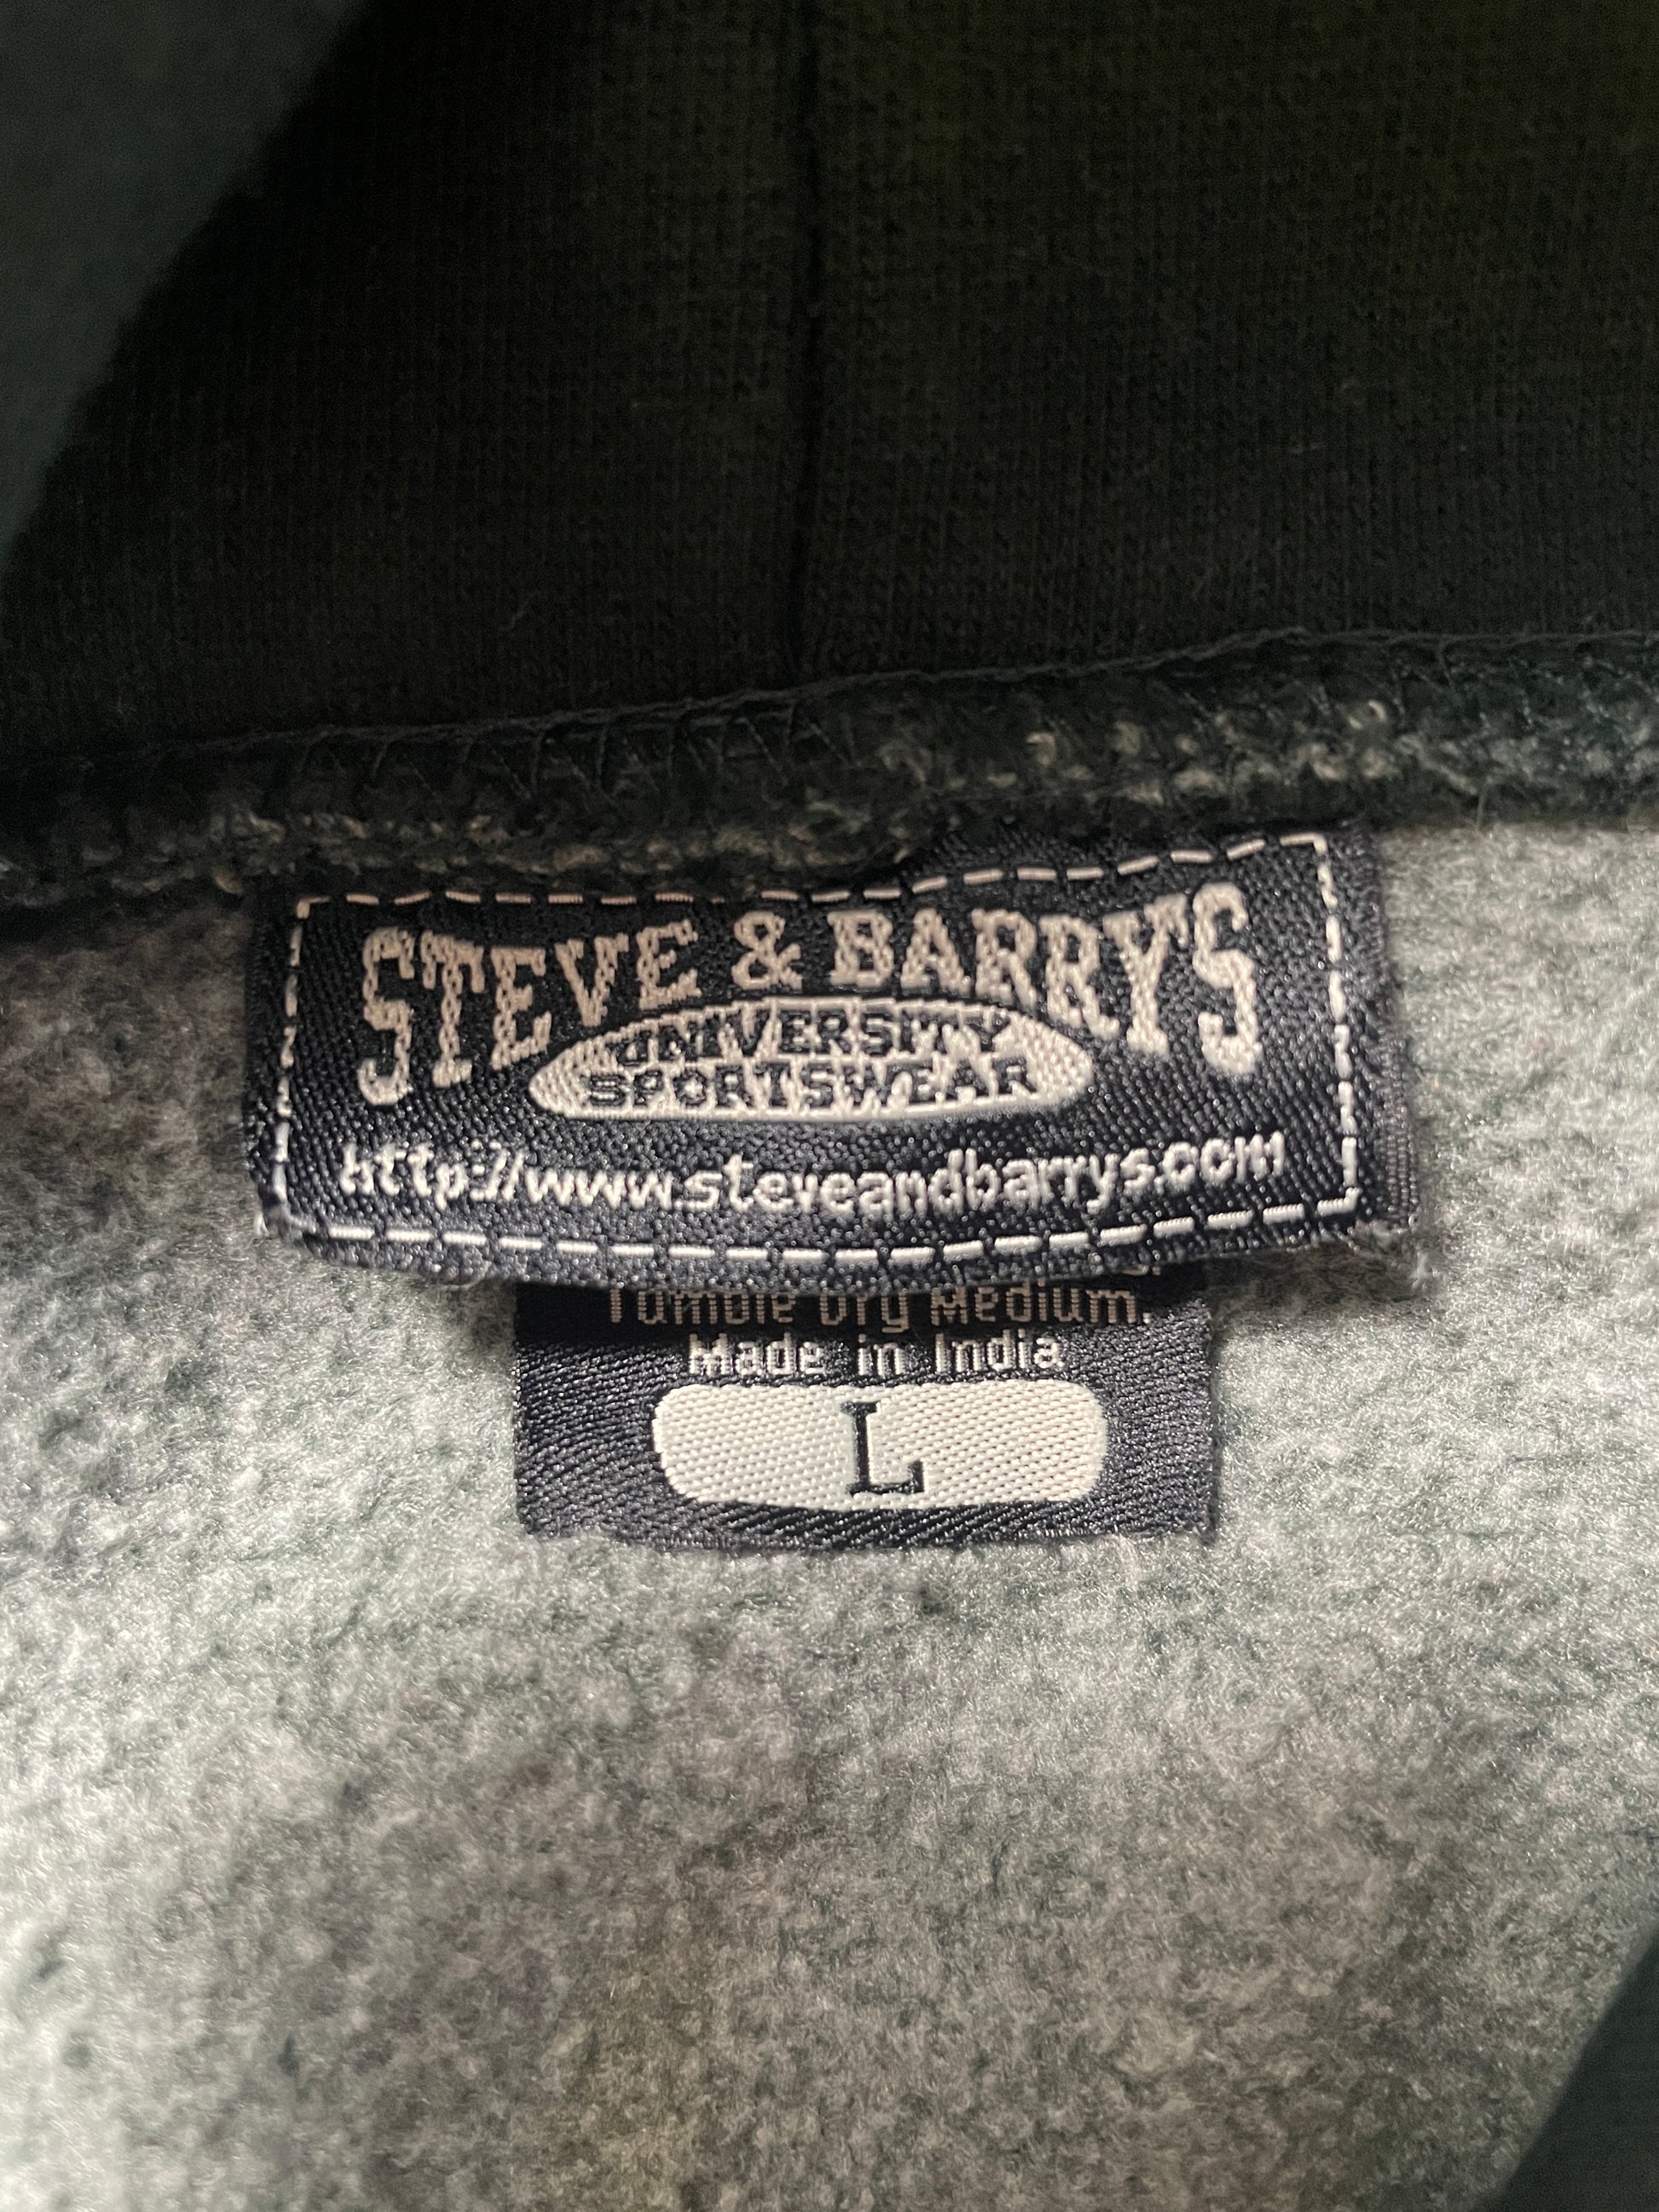 STEVE & BARRY'S
UNIVERSITY
SPORTSWEAR
http://www.steveandbarrys.com
Tumble Dry Medium.
Made in India
L